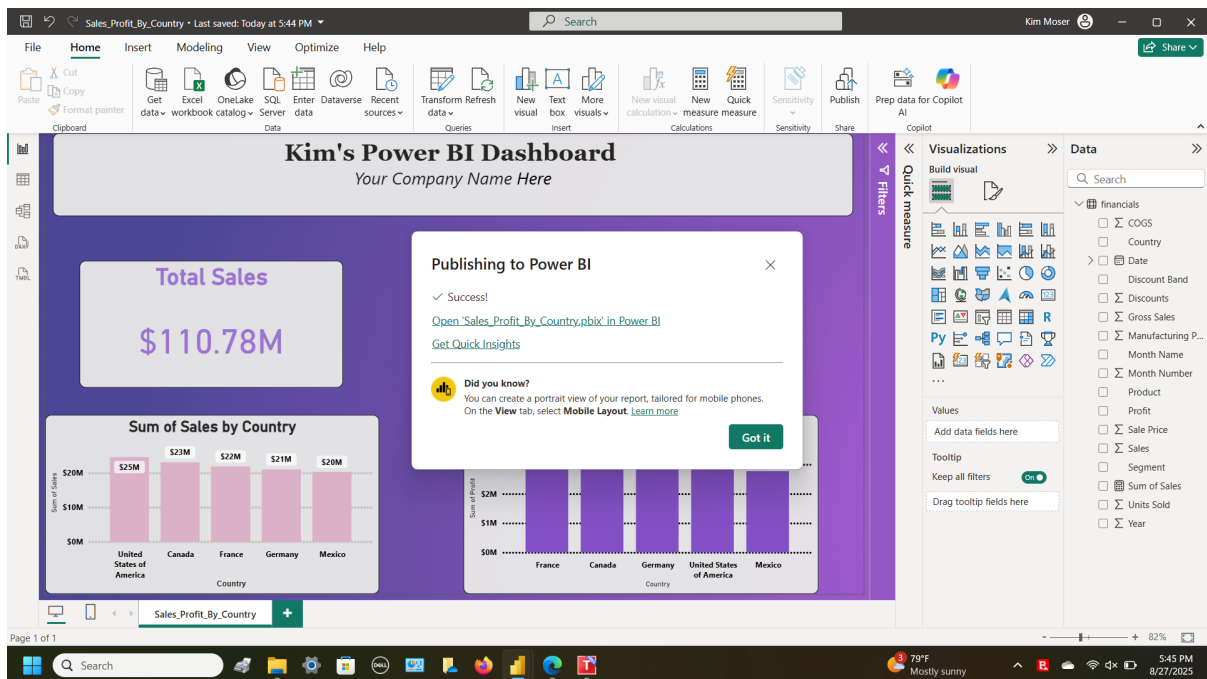 Sales_Profit_By_Country • Last saved: Today at 5:44 PM
Search
Kim Moser
File Home Insert Modeling View Optimize Help
Share
Paste
Cut
Copy
Format painter
Clipboard
Get data
Excel workbook
OneLake catalog
SQL Server
Enter data
Dataverse
Recent sources
Data
Transform data
Refresh
Queries
New visual
Text box
More visuals
Insert
New visual calculation
New measure
Quick measure
Calculations
Sensitivity
Sensitivity
Publish
Share
Prep data for AI
Copilot
Copilot
Kim's Power BI Dashboard
Your Company Name Here
Total Sales
$110.78M
Sum of Sales by Country
Sum of Sales
$20M
$10M
$0M
$25M
$23M
$22M
$21M
$20M
United States of America
Canada
France
Germany
Mexico
Country
Publishing to Power BI
Success!
Open 'Sales_Profit_By_Country.pbix' in Power BI
Get Quick Insights
Did you know?
You can create a portrait view of your report, tailored for mobile phones.
On the View tab, select Mobile Layout. Learn more
Got it
Sum of Profit
$2M
$1M
$0M
France
Canada
Germany
United States of America
Mexico
Country
Filters
Quick measure
Visualizations
Build visual
123
R
Py
Values
Add data fields here
Tooltip
Keep all filters
On
Drag tooltip fields here
Data
Search
financials
COGS
Country
Date
Discount Band
Discounts
Gross Sales
Manufacturing P...
Month Name
Month Number
Product
Profit
Sale Price
Sales
Segment
Sum of Sales
Units Sold
Year
DAX
TMDL
Sales_Profit_By_Country
Page 1 of 1
82%
Search
DELL
3
79°F
Mostly sunny
5:45 PM
8/27/2025